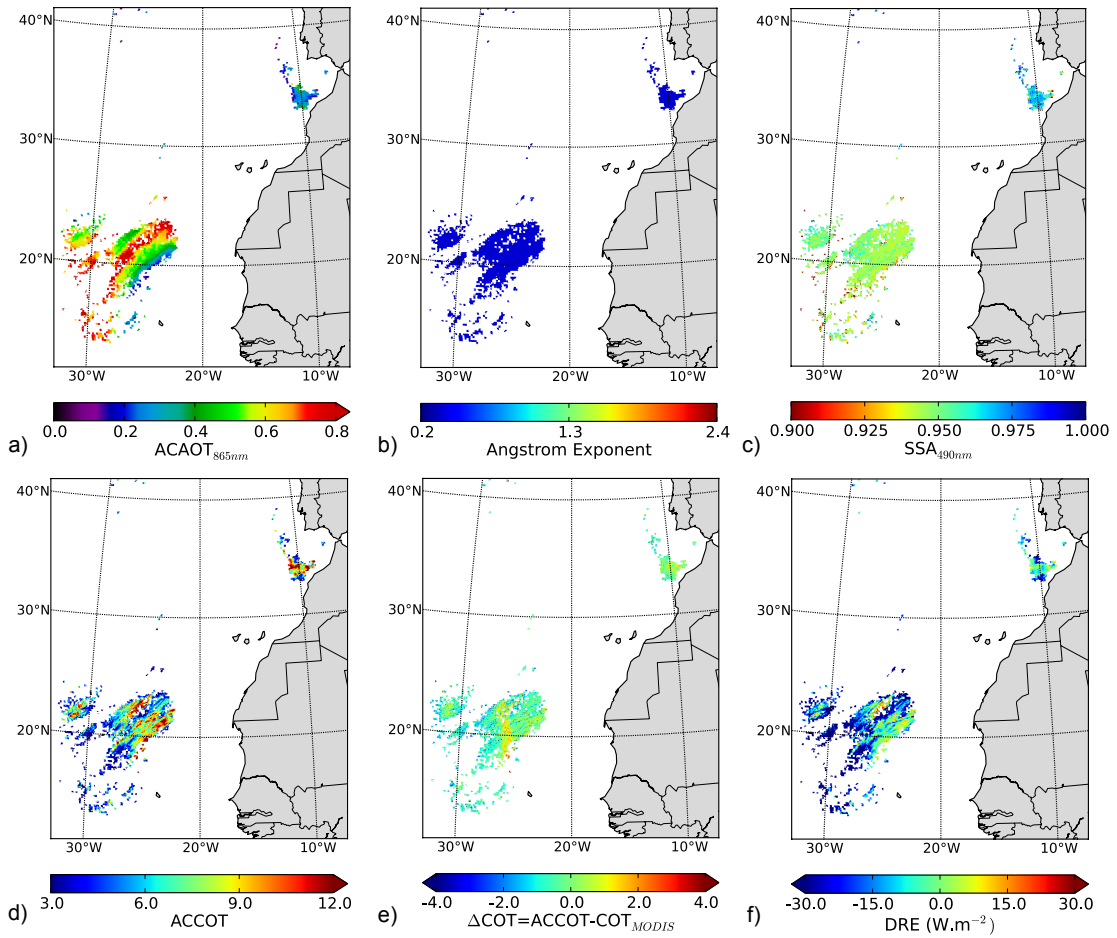 40°N
30°N
20°N
30°W 20°W 10°W
0.0 0.2 0.4 0.6 0.8
a) ACAOT865nm
40°N
30°N
20°N
30°W 20°W 10°W
0.2 1.3 2.4
b) Angstrom Exponent
40°N
30°N
20°N
30°W 20°W 10°W
0.900 0.925 0.950 0.975 1.000
c) SSA490nm
40°N
30°N
20°N
30°W 20°W 10°W
3.0 6.0 9.0 12.0
d) ACCOT
40°N
30°N
20°N
30°W 20°W 10°W
-4.0 -2.0 0.0 2.0 4.0
e) ΔCOT=ACCOT-COTMODIS
40°N
30°N
20°N
30°W 20°W 10°W
-30.0 -15.0 0.0 15.0 30.0
f) DRE (W.m−2)